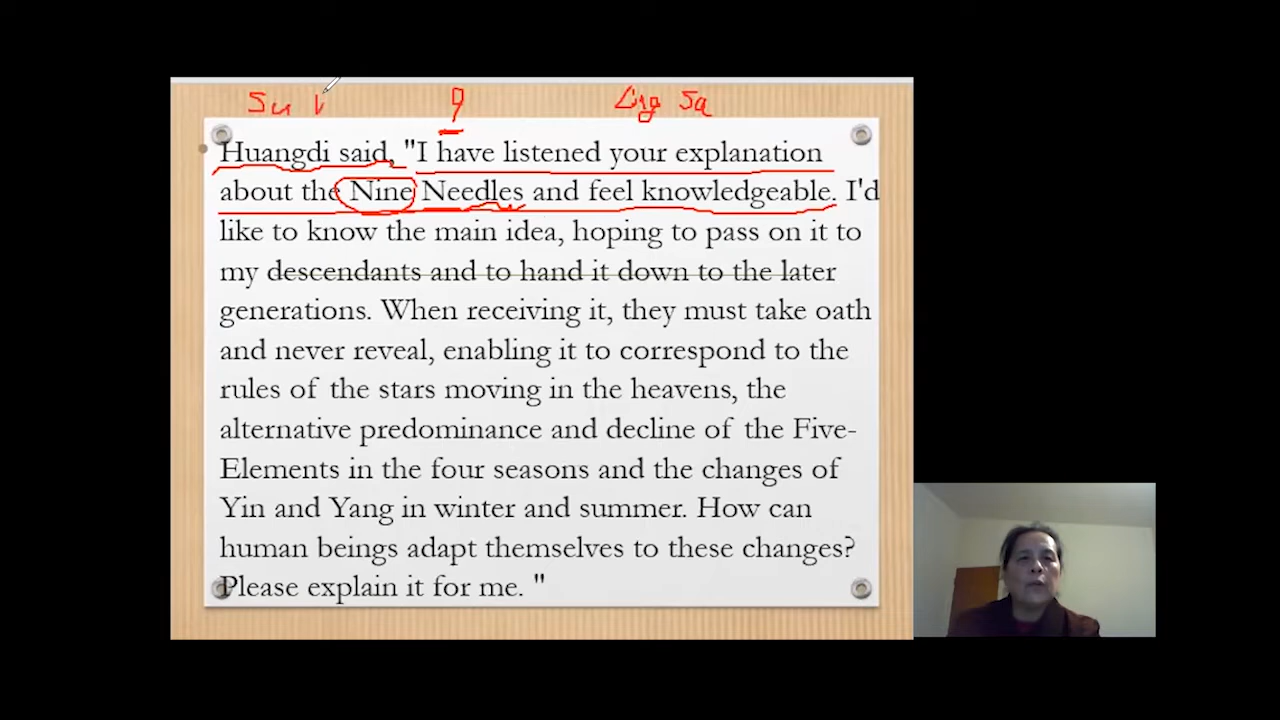 Su 9 Ling Sa
Huangdi said, "I have listened your explanation
about the Nine Needles and feel knowledgeable. I'd
like to know the main idea, hoping to pass on it to
my descendants and to hand it down to the later
generations. When receiving it, they must take oath
and never reveal, enabling it to correspond to the
rules of the stars moving in the heavens, the
alternative predominance and decline of the Five-
Elements in the four seasons and the changes of
Yin and Yang in winter and summer. How can
human beings adapt themselves to these changes?
Please explain it for me. "